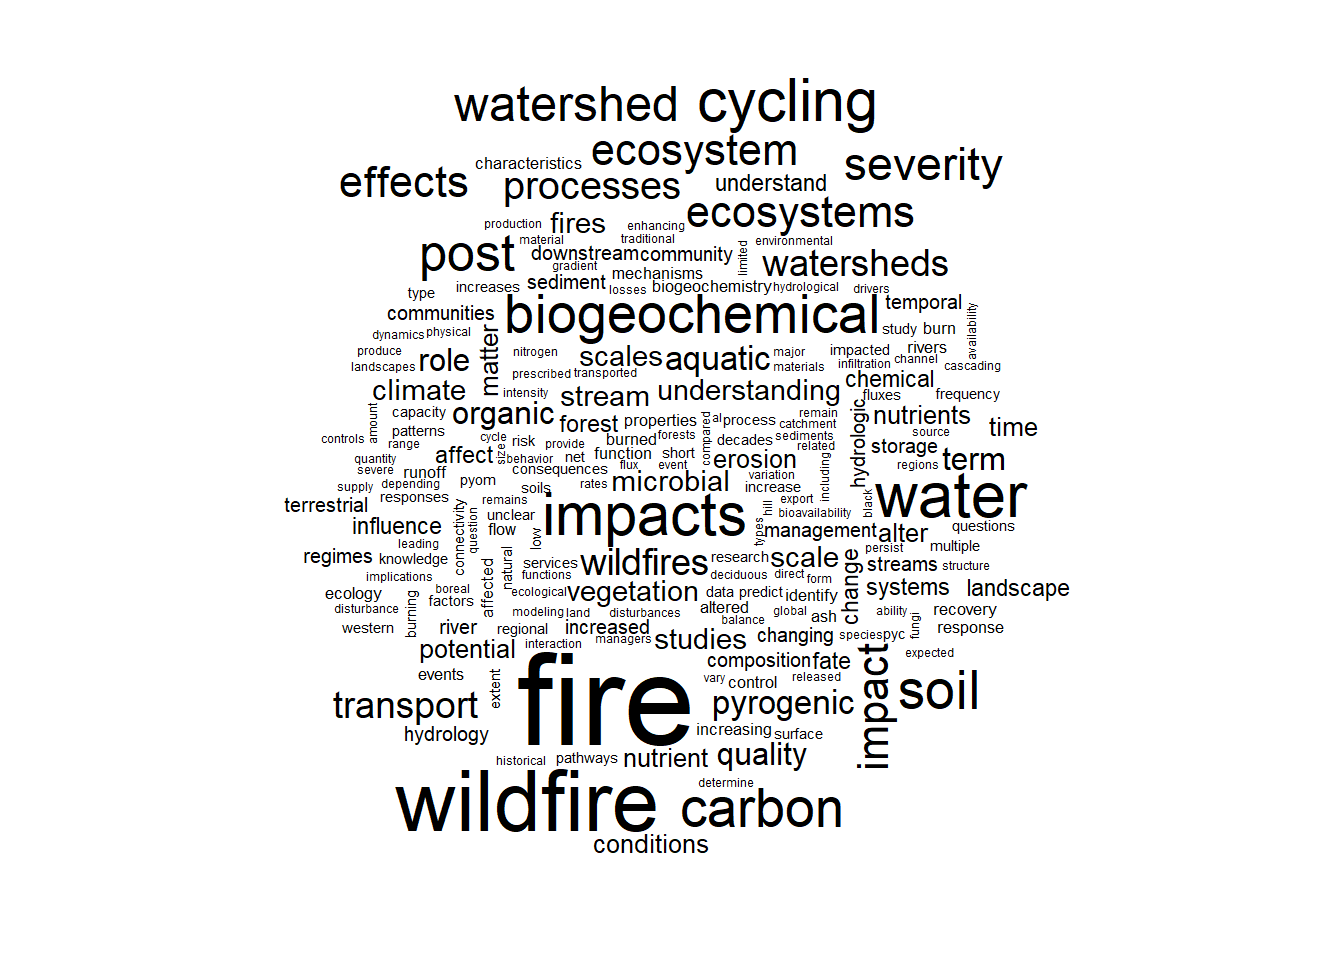 watershed cycling
ecosystem
characteristics
severity
effects processes understand
ecosystems
production fires enhancing
material traditional environmental
post downstream community limited watersheds
gradient mechanisms
type increases sediment losses biogeochemistry hydrological drivers
communities biogeochemical temporal
dynamics physical study burn availability
produce role matter nitrogen scales aquatic major impacted rivers
landscapes prescribed transported materials infiltration channel cascading
climate intensity stream understanding chemical fluxes frequency
amount capacity organic forest properties al process remain hydrologic nutrients
controls patterns cycle burned forests compared decades catchment sediments source time
range affect size risk provide function short related storage
quantity behavior net flux event erosion regions term
severe runoff consequences variation
supply depending pyom soils rates microbial increase including black water
terrestrial responses remains impacts export
influence unclear hill bioavailability
leading connectivity question flow low types management alter questions
regimes knowledge services wildfires research scale change persist multiple
implications natural functions deciduous direct form streams structure
ecology boreal affected ecological vegetation data predict identify systems landscape
disturbance burning factors modeling land disturbances altered global ash ability recovery
western river regional increased balance changing species pyc fungi response
potential interaction managers studies
events extent fire composition fate impact expected
vary control released soil
transport pyrogenic
hydrology increasing surface
historical pathways nutrient quality
wildfire determine
carbon
conditions